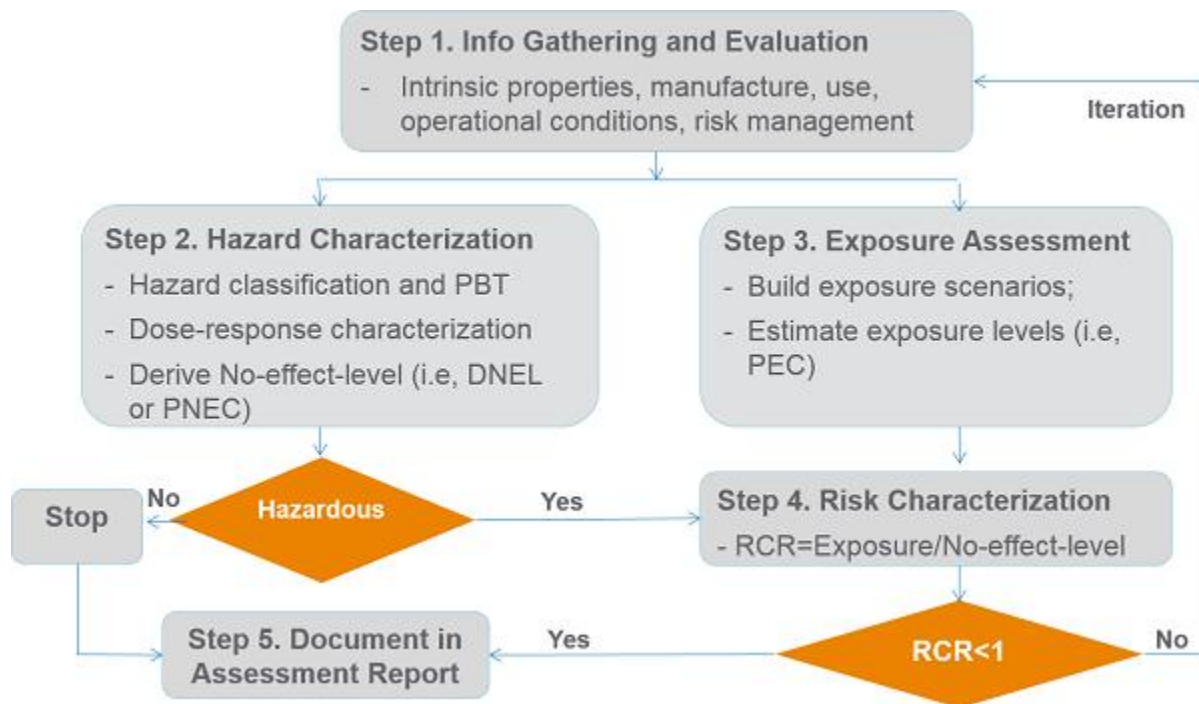 Step 1. Info Gathering and Evaluation
- Intrinsic properties, manufacture, use,
operational conditions, risk management
Iteration
Step 2. Hazard Characterization
- Hazard classification and PBT
- Dose-response characterization
- Derive No-effect-level (i.e, DNEL
or PNEC)
Step 3. Exposure Assessment
- Build exposure scenarios;
- Estimate exposure levels (i.e,
PEC)
Stop
No
Hazardous
Yes
Step 4. Risk Characterization
- RCR=Exposure/No-effect-level
Step 5. Document in
Assessment Report
Yes
RCR<1
No